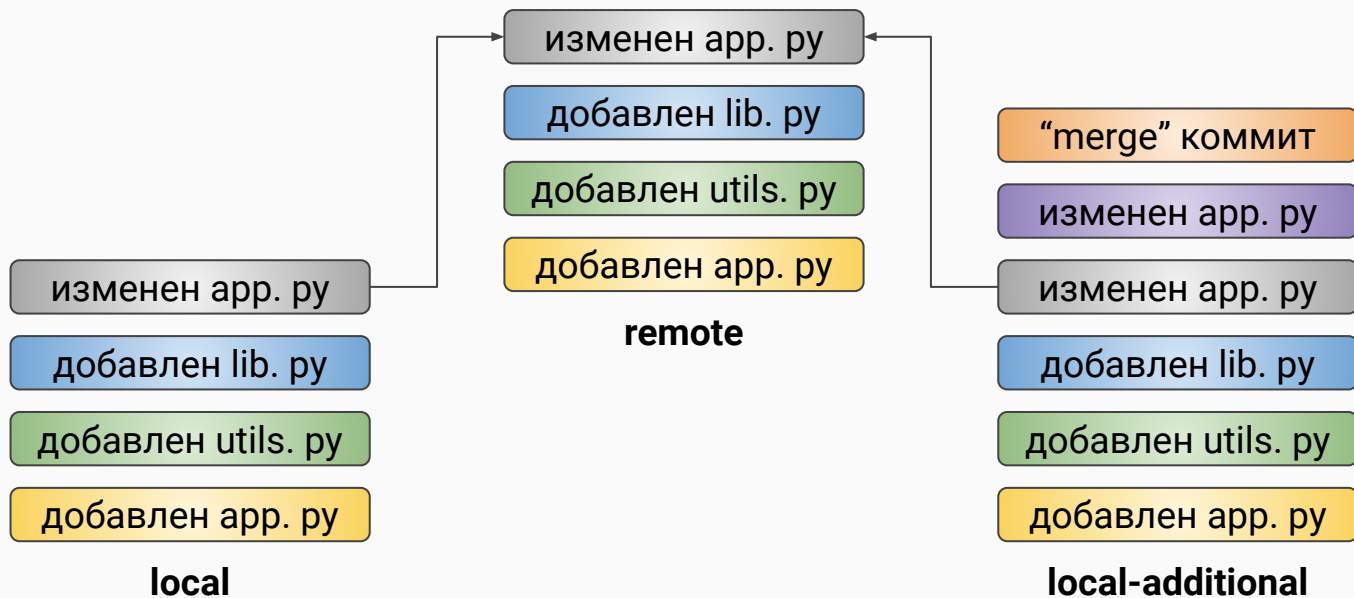 изменен app. py
добавлен lib. py
добавлен utils. py
добавлен app. py
local
изменен app. py
добавлен lib. py
добавлен utils. py
добавлен app. py
remote
“merge” коммит
изменен app. py
изменен app. py
добавлен lib. py
добавлен utils. py
добавлен app. py
local-additional